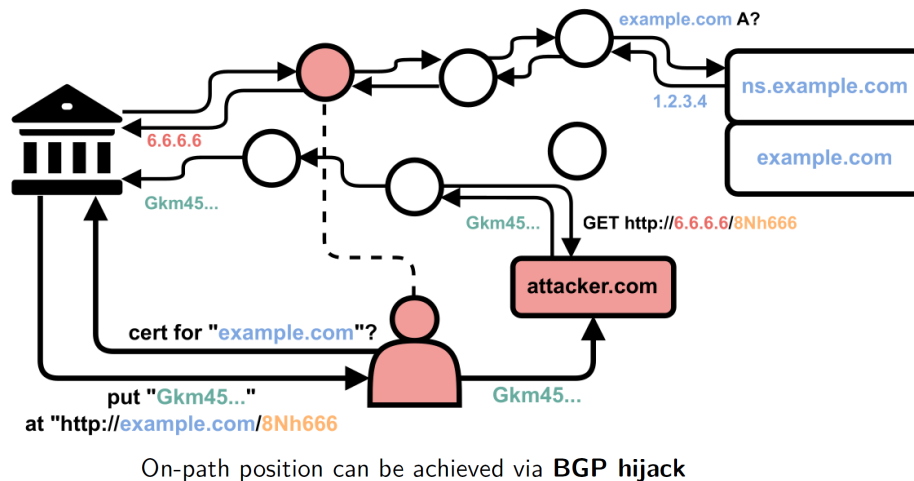 example.com A?
ns.example.com
1.2.3.4
6.6.6.6
example.com
Gkm45...
Gkm45...
GET http://6.6.6.6/8Nh666
attacker.com
cert for "example.com"?
put "Gkm45..."
at "http://example.com/8Nh666
Gkm45...
On-path position can be achieved via BGP hijack